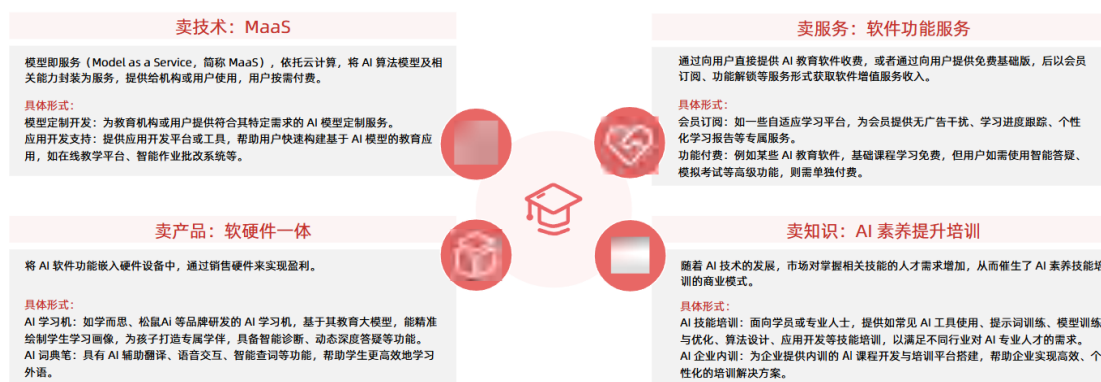 卖技术：MaaS
模型即服务（Model as a Service，简称 MaaS），依托云计算，将 AI 算法模型及相
关能力封装为服务，提供给机构或用户使用，用户按需付费。
具体形式：
模型定制开发：为教育机构或用户提供符合其特定需求的 AI 模型定制服务。
应用开发支持：提供应用开发平台或工具，帮助用户快速构建基于 AI 模型的教育应
用，如在线教学平台、智能作业批改系统等。
卖服务：软件功能服务
通过向用户直接提供 AI 教育软件收费，或者通过向用户提供免费基础版，后以会员
订阅、功能解锁等服务形式获取软件增值服务收入。
具体形式：
会员订阅：如一些自适应学习平台，为会员提供无广告干扰、学习进度跟踪、个性
化学习报告等专属服务。
功能付费：例如某些 AI 教育软件，基础课程学习免费，但用户如需使用智能答疑、
模拟考试等高级功能，则需单独付费。
卖产品：软硬件一体
将 AI 软件功能嵌入硬件设备中，通过销售硬件来实现盈利。
具体形式：
AI 学习机：如学而思、松鼠Ai 等品牌研发的 AI 学习机，基于其教育大模型，能精准
绘制学生学习画像，为孩子打造专属学伴，具备智能诊断、动态深度答疑等功能。
AI 词典笔：具有 AI 辅助翻译、语音交互、智能查词等功能，帮助学生更高效地学习
外语。
卖知识：AI 素养提升培训
随着 AI 技术的发展，市场对掌握相关技能的人才需求增加，从而催生了 AI 素养技能培
训的商业模式。
具体形式：
AI 技能培训：面向学员或专业人士，提供如常见 AI 工具使用、提示词训练、模型训练
与优化、算法设计、应用开发等技能培训，以满足不同行业对 AI 专业人才的需求。
AI 企业内训：为企业提供内训的 AI 课程开发与培训平台搭建，帮助企业实现高效、个
性化的培训解决方案。